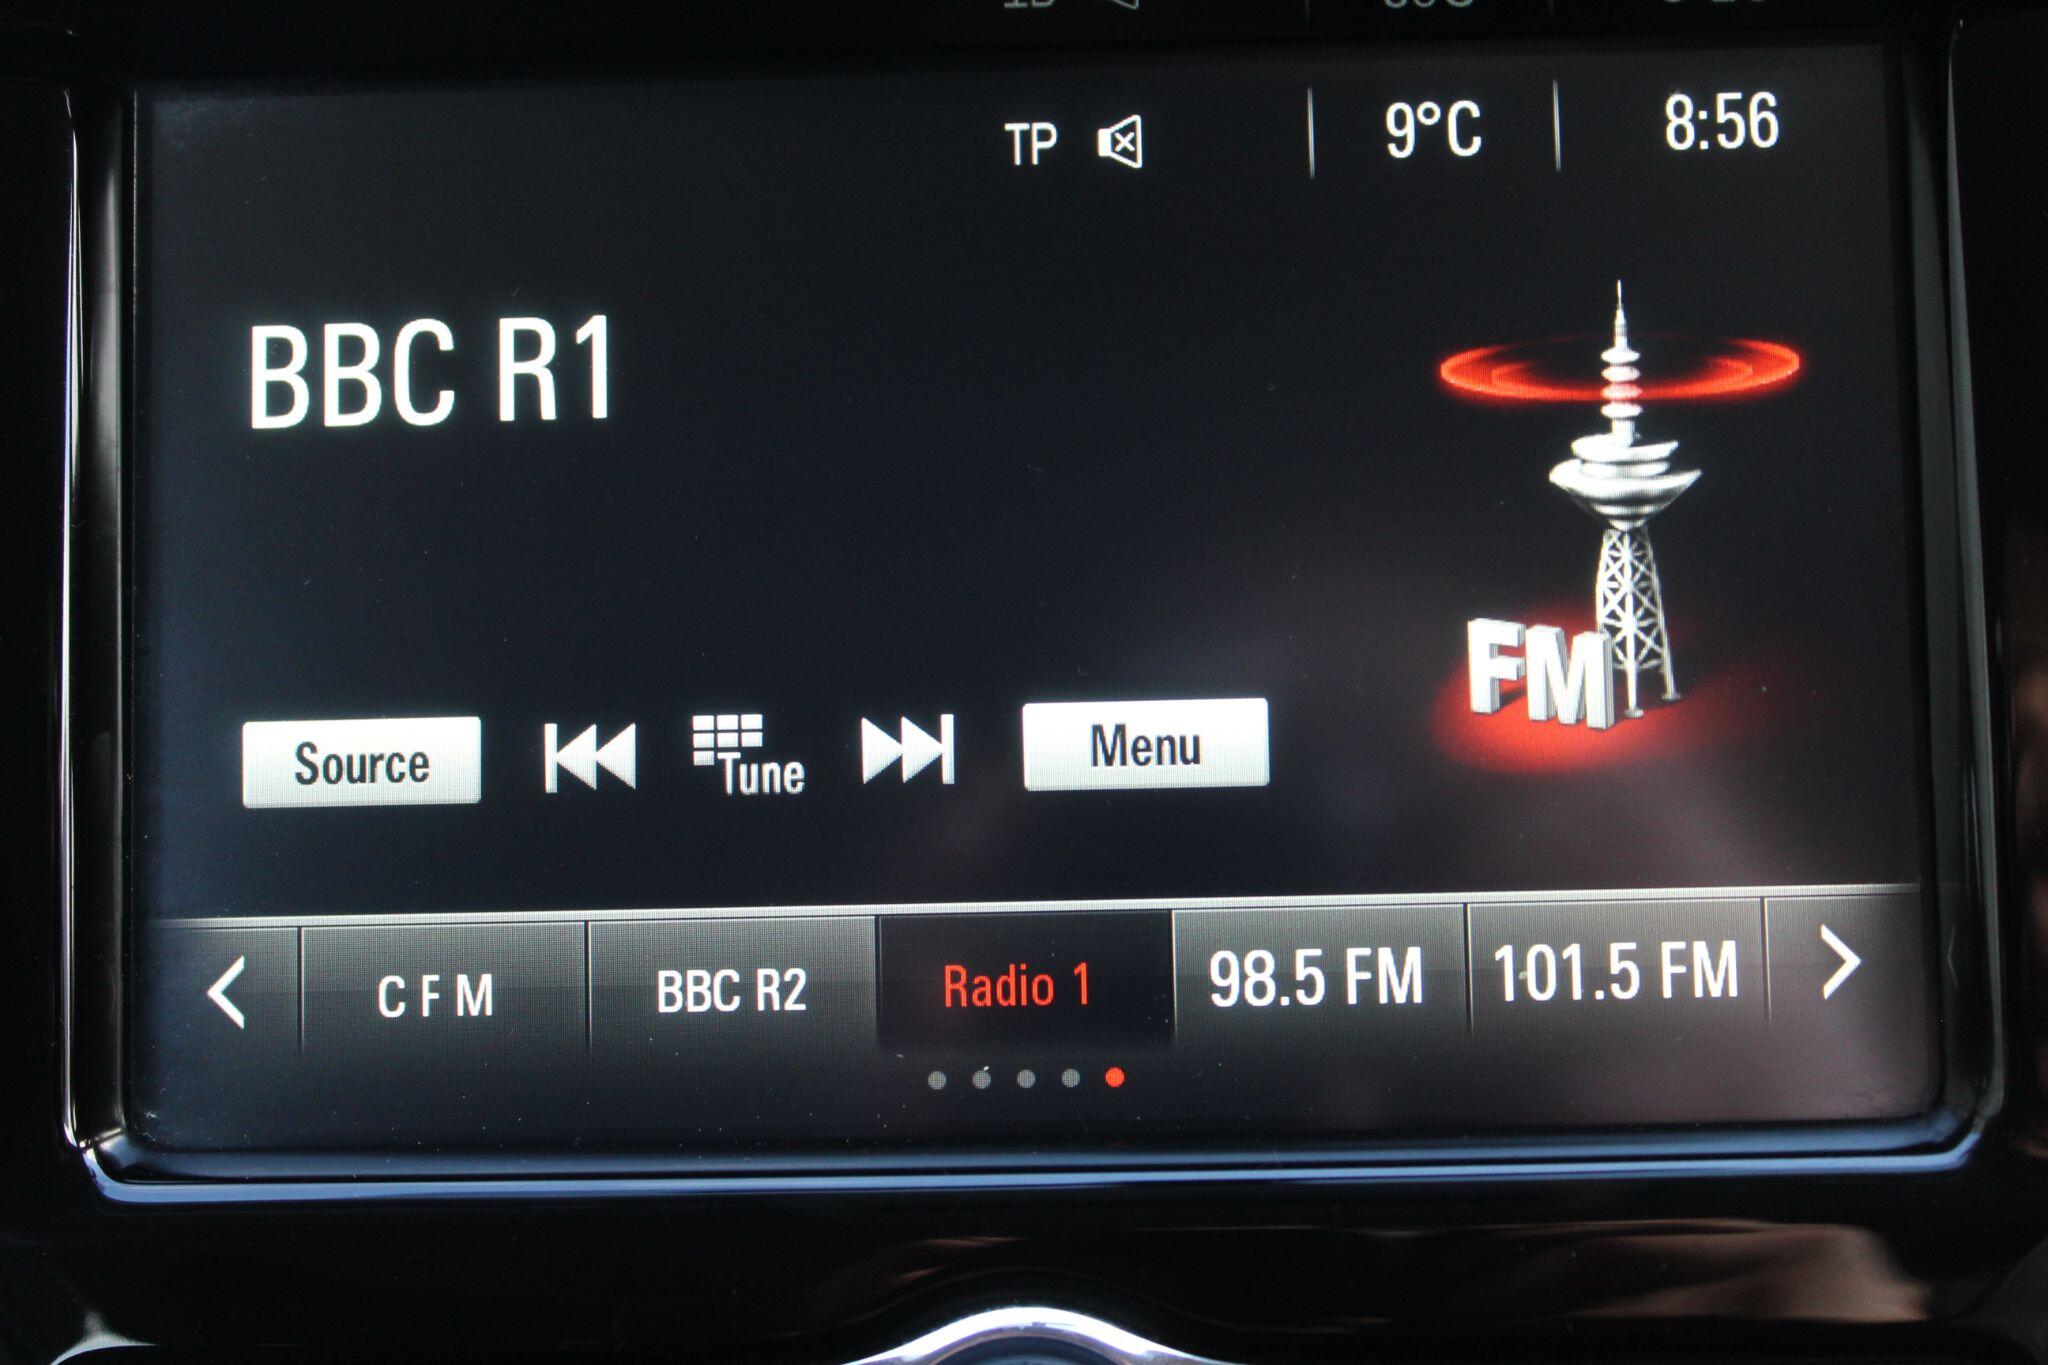 TP 9°C 8:56
BBC R1
FM
Source Tune Menu
C F M BBC R2 Radio 1 98.5 FM 101.5 FM